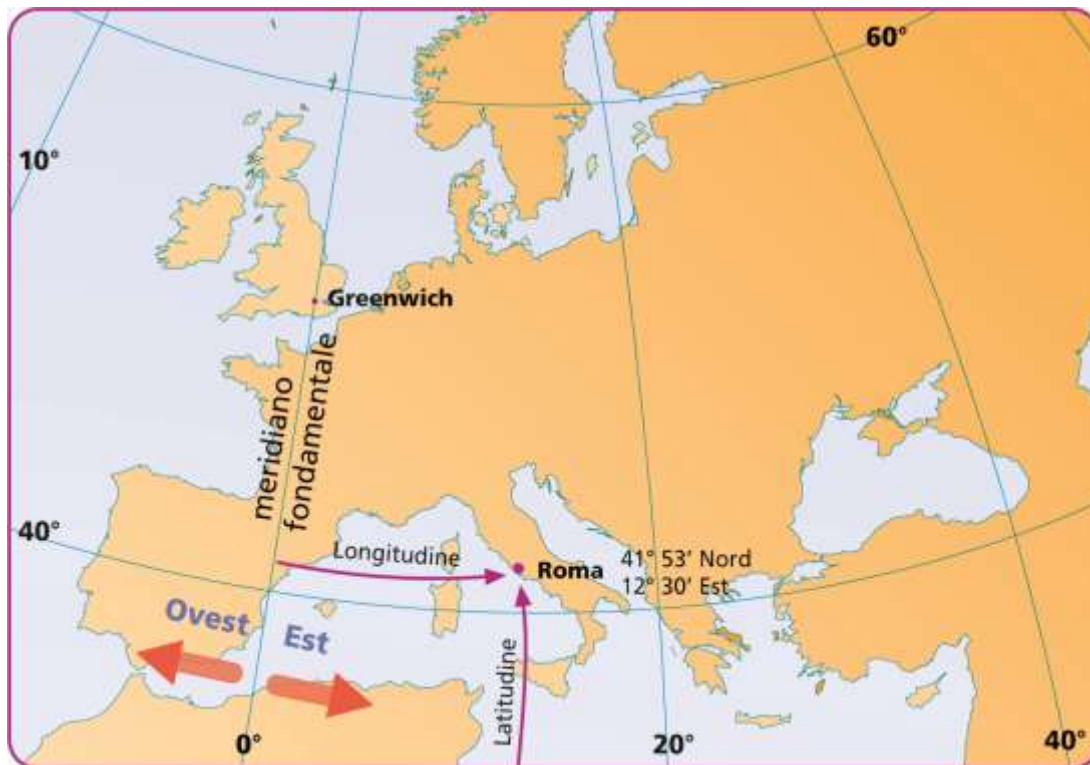 60°
10°
Greenwich
meridiano
fondamentale
40°
Longitudine
Roma
41° 53’ Nord
12° 30’ Est
Ovest
Est
Latitudine
0°
20°
40°